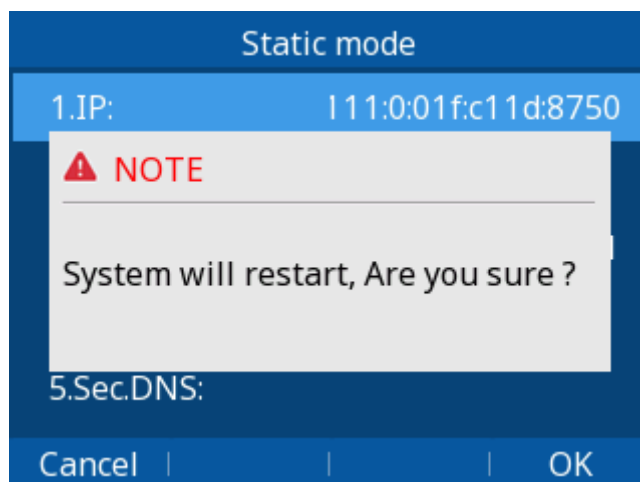 Static mode
1.IP: 111:0:01f:c11d:8750
NOTE
System will restart, Are you sure ?
5.Sec.DNS:
Cancel OK